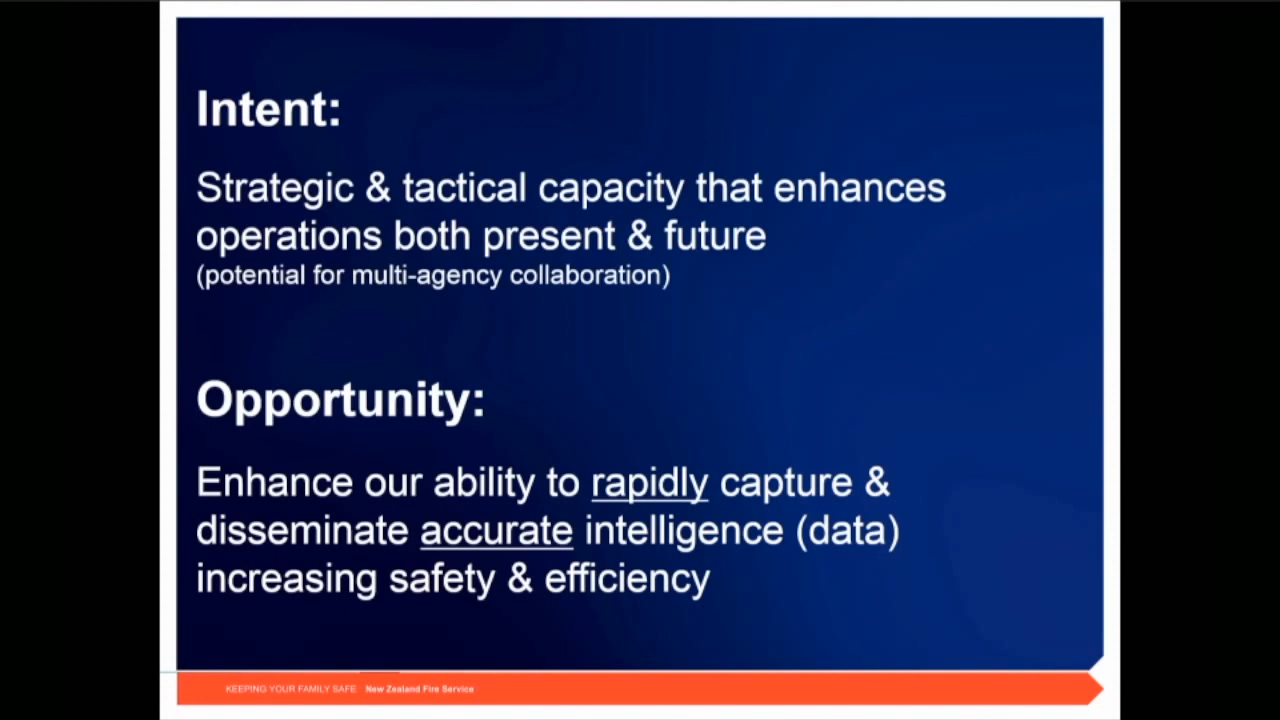 Intent:
Strategic & tactical capacity that enhances
operations both present & future
(potential for multi-agency collaboration)
Opportunity:
Enhance our ability to rapidly capture &
disseminate accurate intelligence (data)
increasing safety & efficiency
KEEPING YOUR FAMILY SAFE New Zealand Fire Service